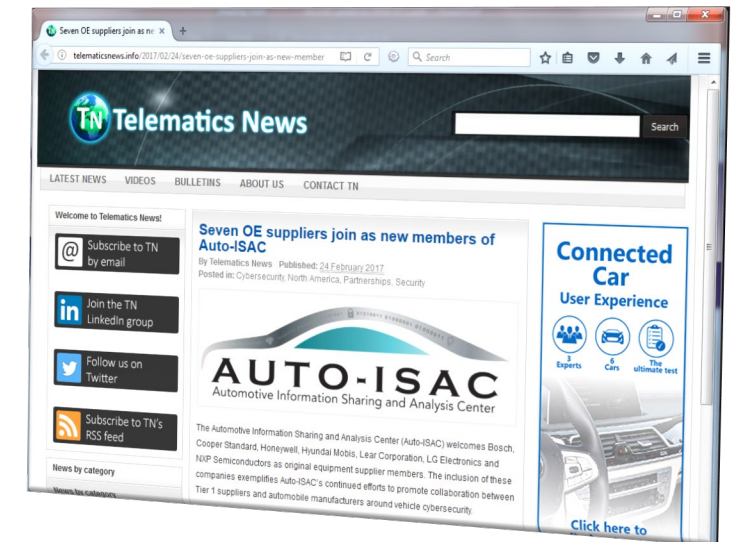 Seven OE suppliers join as ne
telematicsnews.info/2017/02/24/seven-oe-suppliers-join-as-new-member
Search
TN Telematics News
Search
LATEST NEWS VIDEOS BULLETINS ABOUT US CONTACT TN
Welcome to Telematics News!
@ Subscribe to TN
by email
in Join the TN
LinkedIn group
Follow us on
Twitter
Subscribe to TN's
RSS feed
News by category
News by category
Seven OE suppliers join as new members of
Auto-ISAC
By Telematics News Published: 24 February 2017
Posted in: Cybersecurity, North America, Partnerships, Security
AUTO-ISAC
Automotive Information Sharing and Analysis Center
The Automotive Information Sharing and Analysis Center (Auto-ISAC) welcomes Bosch,
Cooper Standard, Honeywell, Hyundai Mobis, Lear Corporation, LG Electronics and
NXP Semiconductors as original equipment supplier members. The inclusion of these
companies exemplifies Auto-ISAC's continued efforts to promote collaboration between
Tier 1 suppliers and automobile manufacturers around vehicle cybersecurity.
Connected
Car
User Experience
3
Experts
6
Cars
The
ultimate test
Click here to